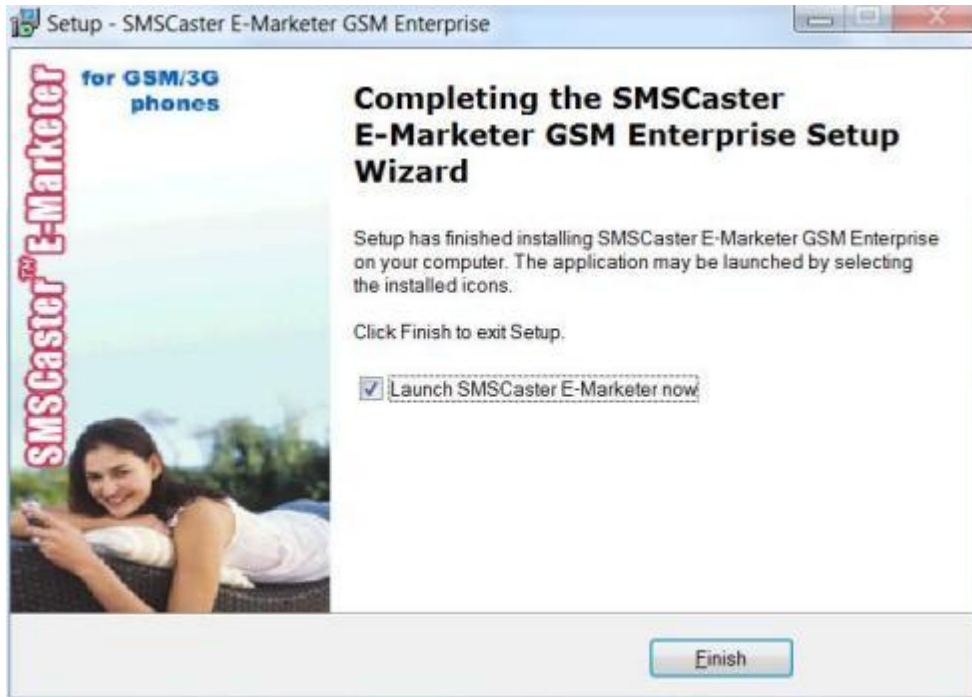 Setup - SMSCaster E-Marketer GSM Enterprise
SMSCaster™ E-Marketer
for GSM/3G
phones
Completing the SMSCaster
E-Marketer GSM Enterprise Setup
Wizard
Setup has finished installing SMSCaster E-Marketer GSM Enterprise
on your computer. The application may be launched by selecting
the installed icons.
Click Finish to exit Setup.
Launch SMSCaster E-Marketer now
Finish